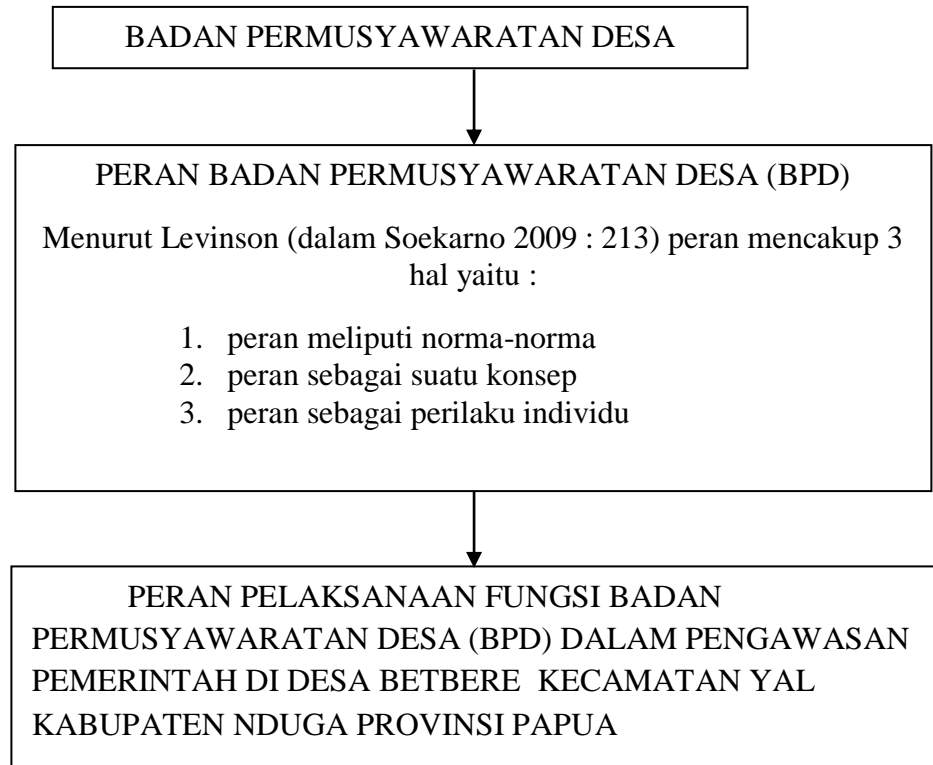 BADAN PERMUSYAWARATAN DESA
PERAN BADAN PERMUSYAWARATAN DESA (BPD)
Menurut Levinson (dalam Soekarno 2009 : 213) peran mencakup 3
hal yaitu :
1. peran meliputi norma-norma
2. peran sebagai suatu konsep
3. peran sebagai perilaku individu
PERAN PELAKSANAAN FUNGSI BADAN
PERMUSYAWARATAN DESA (BPD) DALAM PENGAWASAN
PEMERINTAH DI DESA BETBERE KECAMATAN YAL
KABUPATEN NDUGA PROVINSI PAPUA